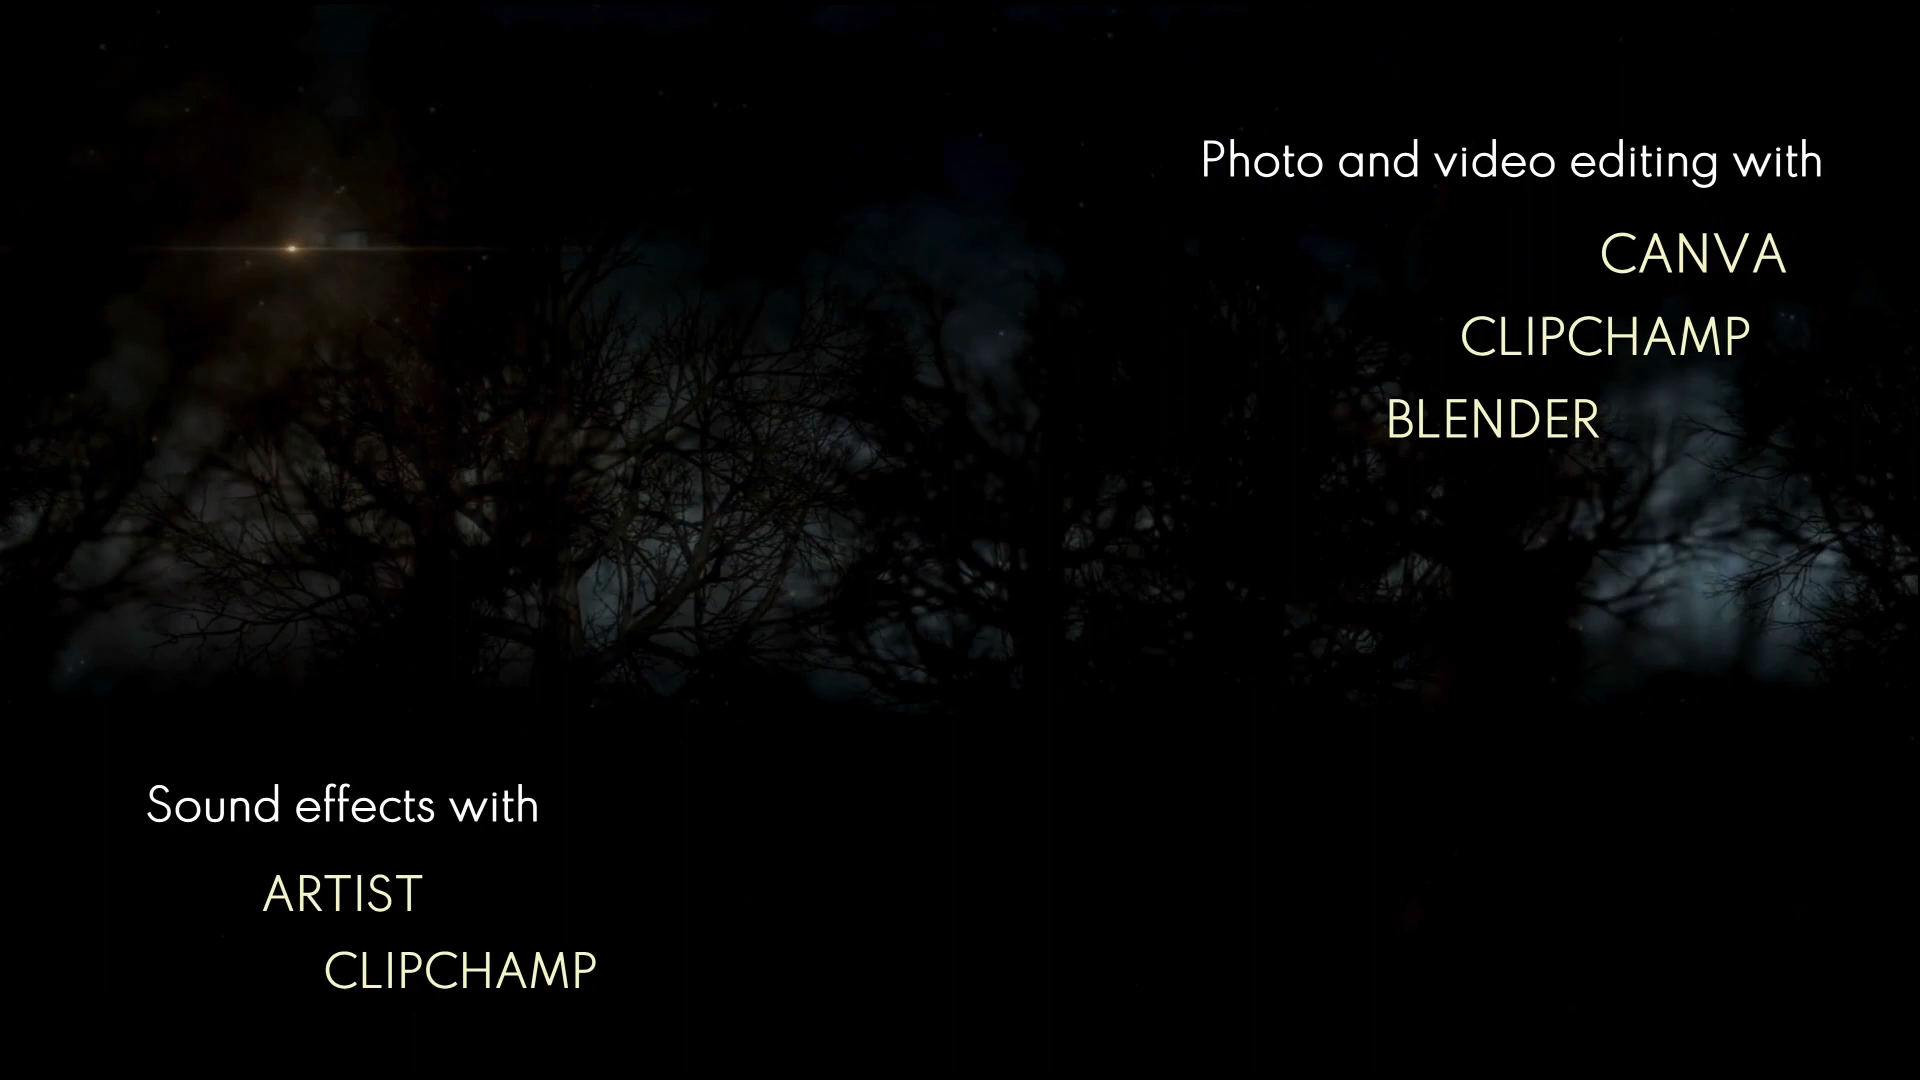 Photo and video editing with
CANVA
CLIPCHAMP
BLENDER
Sound effects with
ARTIST
CLIPCHAMP